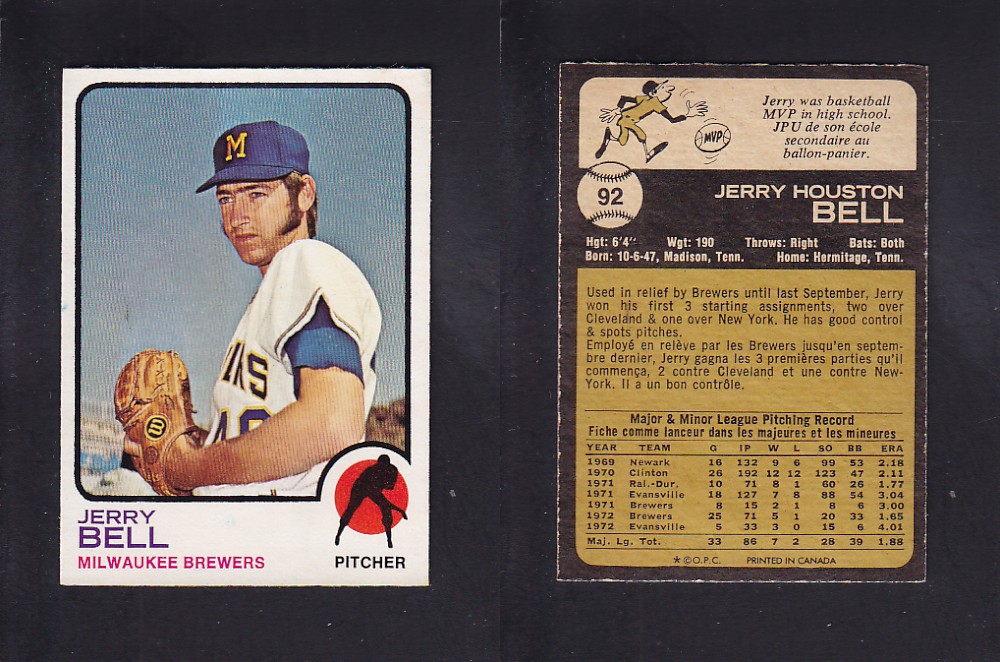 M
JERRY
BELL
MILWAUKEE BREWERS
PITCHER
MVP
Jerry was basketball
MVP in high school.
JPU de son école
secondaire au
ballon-panier.
92
JERRY HOUSTON
BELL
Hgt: 6'4" Wgt: 190 Throws: Right Bats: Both
Born: 10-6-47, Madison, Tenn. Home: Hermitage, Tenn.
Used in relief by Brewers until last September, Jerry
won his first 3 starting assignments, two over
Cleveland & one over New York. He has good control
& spots pitches.
Employé en relève par les Brewers jusqu'en septem-
bre dernier, Jerry gagna les 3 premières parties qu'il
commença, 2 contre Cleveland et une contre New-
York. Il a un bon contrôle.
Major & Minor League Pitching Record
Fiche comme lanceur dans les majeures et les mineures
YEAR TEAM G IP W L SO BB ERA
1969 Newark 16 132 9 6 99 53 2.18
1970 Clinton 26 192 12 12 123 47 2.11
1971 Ral.-Dur. 10 71 8 1 60 26 1.77
1971 Evansville 18 127 7 8 88 54 3.04
1971 Brewers 8 15 2 1 8 6 3.00
1972 Brewers 25 71 5 1 20 33 1.65
1972 Evansville 5 33 3 0 15 6 4.01
Maj. Lg. Tot. 33 86 7 2 28 39 1.88
* © O.P.C. PRINTED IN CANADA